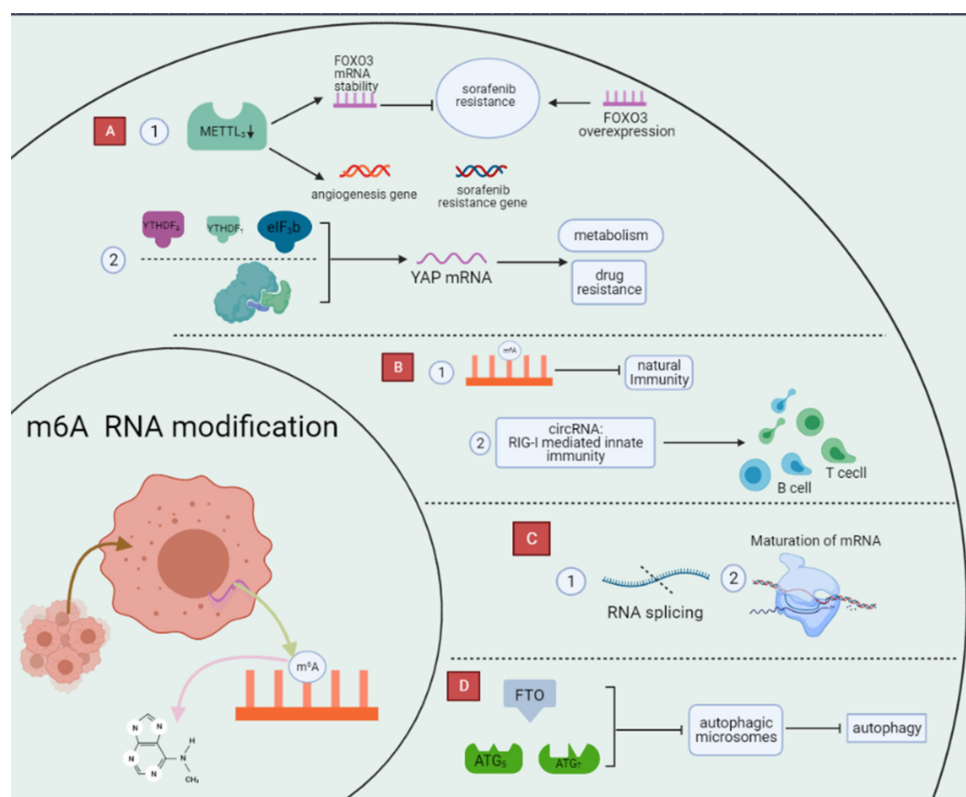 A
1
METTL₃↓
FOXO3
mRNA
stability
sorafenib
resistance
FOXO3
overexpression
angiogenesis gene
sorafenib
resistance gene
2
YTHDF₃
YTHDF₁
eIF₃b
YAP mRNA
metabolism
drug
resistance
B
1
m⁶A
natural
Immunity
2
circRNA:
RIG-I mediated innate
immunity
B cell
T cecll
m6A RNA modification
m⁶A
N
N
N
N
N
H
CH₃
C
1
RNA splicing
2
Maturation of mRNA
D
FTO
ATG₅
ATG₇
autophagic
microsomes
autophagy